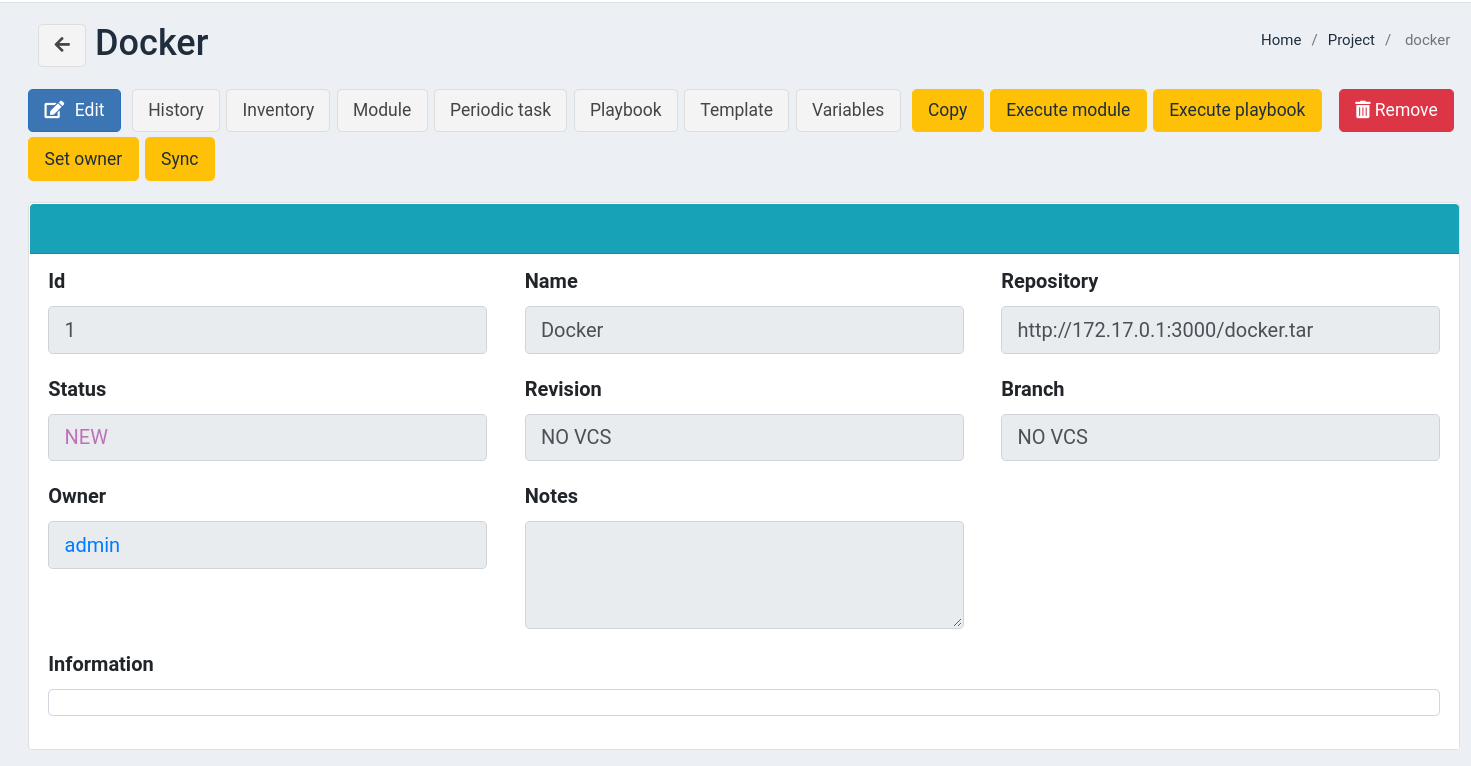 Docker
Home / Project / docker
Edit History Inventory Module Periodic task Playbook Template Variables Copy Execute module Execute playbook Remove
Set owner Sync
Id Name Repository
1 Docker http://172.17.0.1:3000/docker.tar
Status Revision Branch
NEW NO VCS NO VCS
Owner Notes
admin
Information